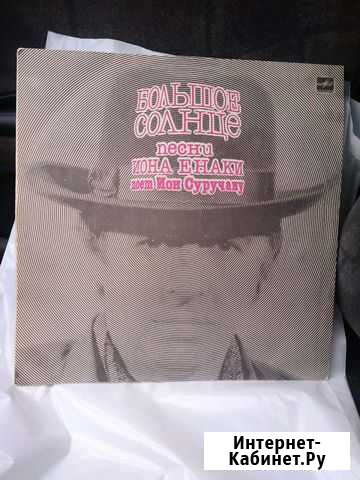 БОЛЬШОЕ
СОЛНЦЕ
песни
ИОНА ЕНАКИ
поет Ион Суручану
Интернет-
Кабинет.Ру